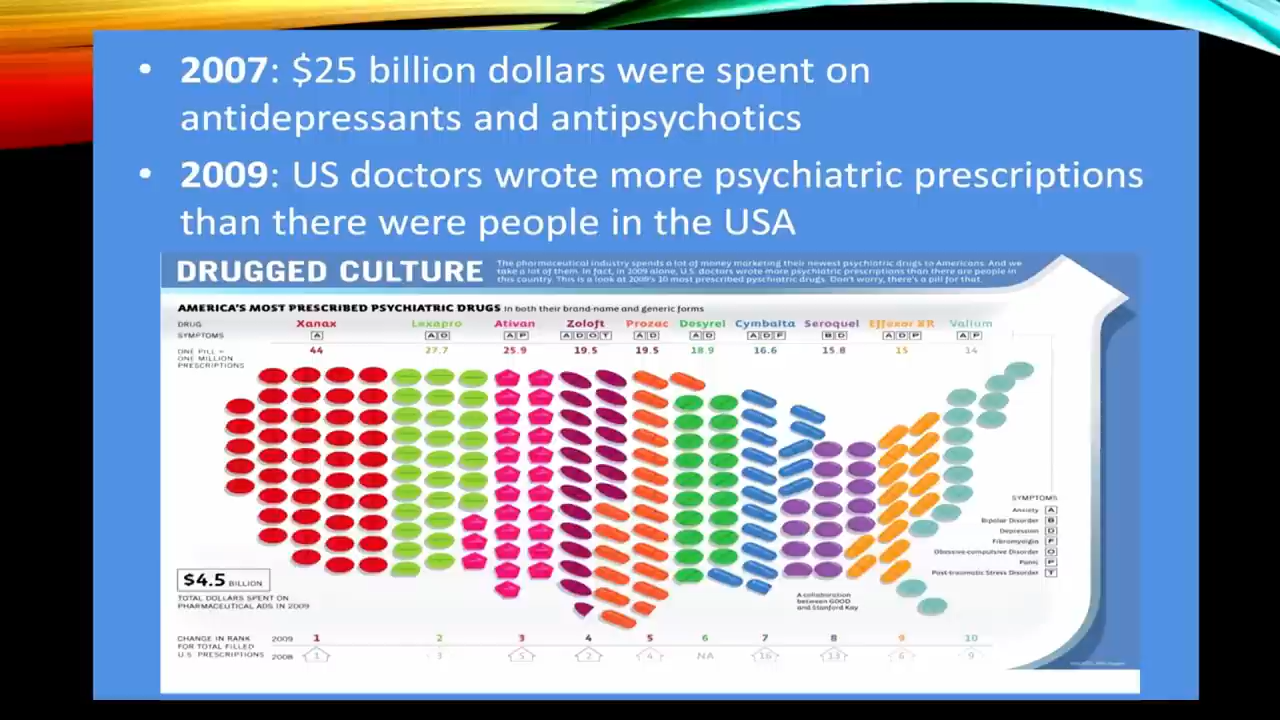 • 2007: $25 billion dollars were spent on
antidepressants and antipsychotics
• 2009: US doctors wrote more psychiatric prescriptions
than there were people in the USA
DRUGGED CULTURE
The pharmaceutical industry spends a lot of money marketing their newest psychiatric drugs to Americans. And we
take a lot of them. In fact, in 2009 alone, U.S. doctors wrote more psychiatric prescriptions than there are people in
this country. This is a look at 2009's 10 most prescribed psychiatric drugs. Don't worry, there's a pill for that.
AMERICA'S MOST PRESCRIBED PSYCHIATRIC DRUGS In both their brand-name and generic forms
DRUG Xanax Lexapro Ativan Zoloft Prozac Desyrel Cymbalta Seroquel Effexor XR Valium
SYMPTOMS A A D A P A D O T A D A D A D F B D A D P A P
ONE PILL =
ONE MILLION
PRESCRIPTIONS
44 27.7 25.9 19.5 19.5 18.9 16.6 15.8 15 14
SYMPTOMS
Anxiety A
Bipolar Disorder B
Depression D
Fibromyalgia F
Obsessive-compulsive Disorder O
Panic P
Post-traumatic Stress Disorder T
$4.5 BILLION
TOTAL DOLLARS SPENT ON
PHARMACEUTICAL ADS IN 2009
A collaboration
between GOOD
and Stanford Kay
CHANGE IN RANK
FOR TOTAL FILLED
U.S. PRESCRIPTIONS
2009 1 2 3 4 5 6 7 8 9 10
2008 1 3 5 2 4 NA 16 13 6 9